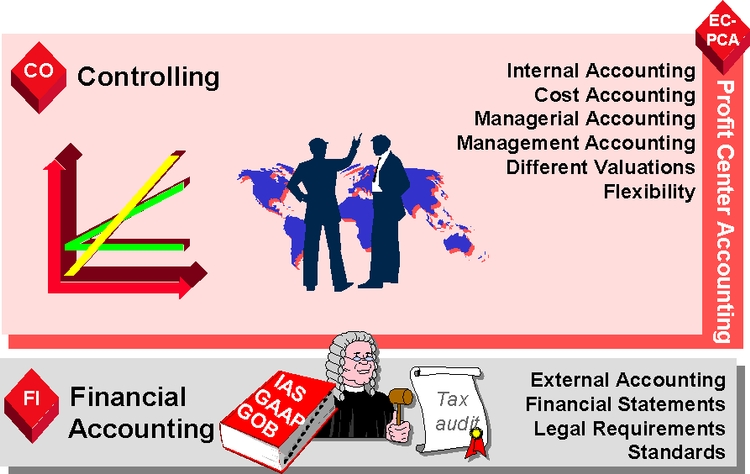 EC-
PCA
CO
Controlling
Internal Accounting
Cost Accounting
Managerial Accounting
Management Accounting
Different Valuations
Flexibility
Profit Center Accounting
FI
Financial
Accounting
IAS
GAAP
GOB
Tax
audit
External Accounting
Financial Statements
Legal Requirements
Standards